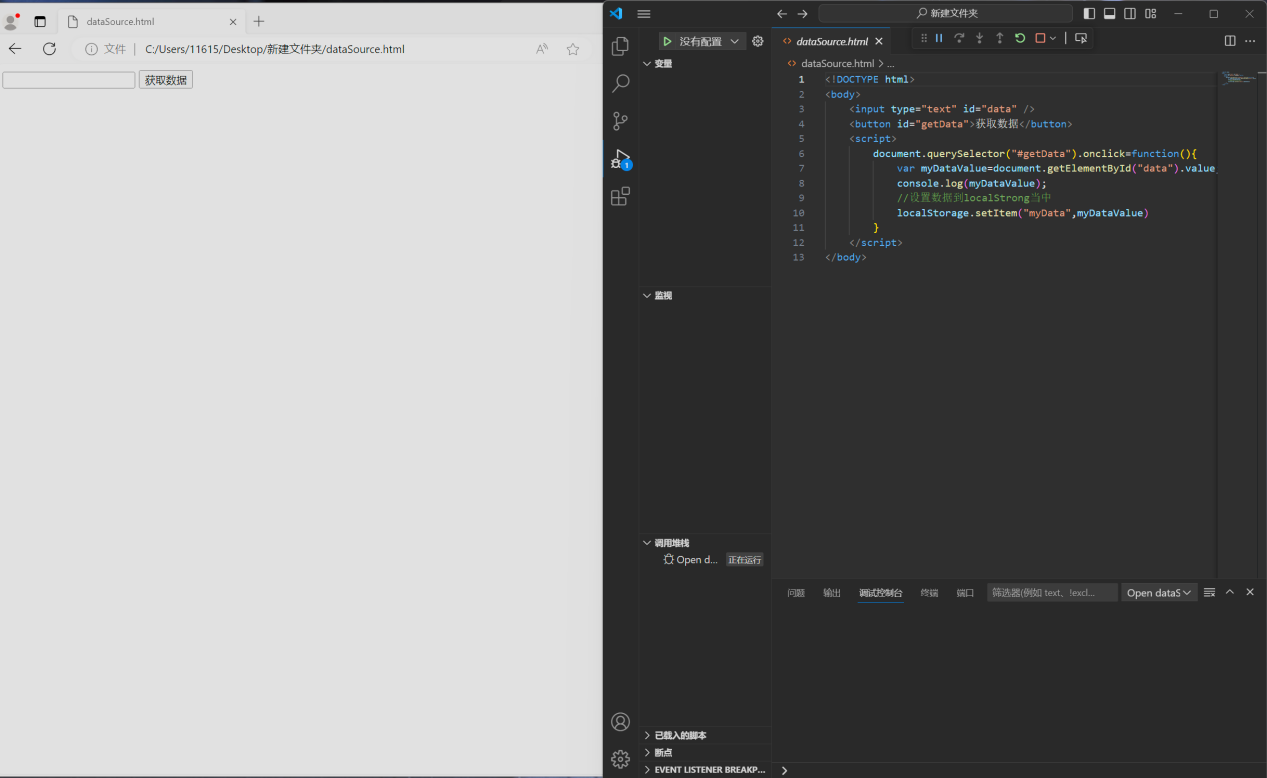 dataSource.html
文件
C:/Users/11615/Desktop/新建文件夹/dataSource.html
A
获取数据
新建文件夹
没有配置
dataSource.html
变量
dataSource.html > ...
1 <!DOCTYPE html>
2 <body>
3 <input type="text" id="data" />
4 <button id="getData">获取数据</button>
5 <script>
6 document.querySelector("#getData").onclick=function(){
7 var myDataValue=document.getElementById("data").value
8 console.log(myDataValue);
9 //设置数据到localStrong当中
10 localStorage.setItem("myData",myDataValue)
11 }
12 </script>
13 </body>
1
监视
调用堆栈
Open d... 正在运行
问题 输出 调试控制台 终端 端口 筛选器(例如 text、!excl... Open dataS
已载入的脚本
断点
EVENT LISTENER BREAKP...